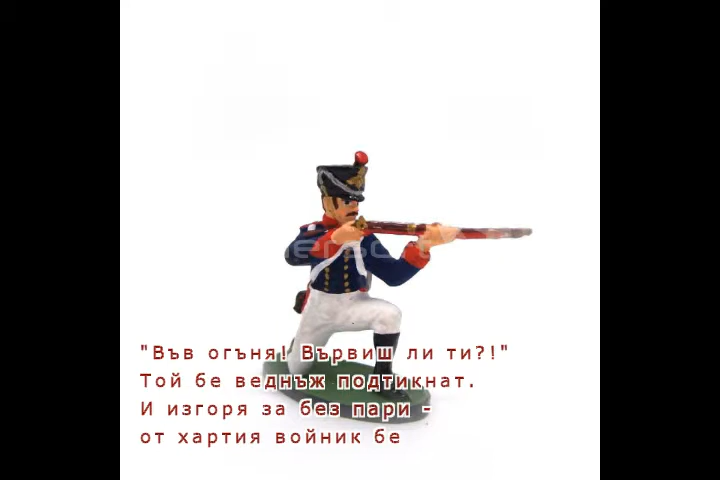 "Във огъня! Вървиш ли ти?!"
Той бе веднъж подтикнат.
И изгоря за без пари -
от хартия войник бе